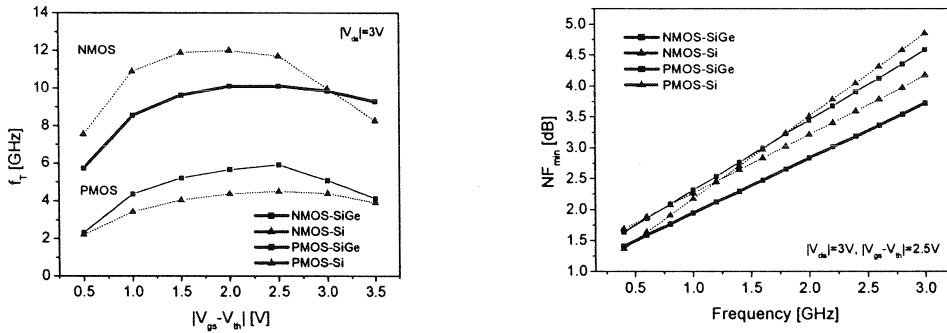 14
12
10
8
6
4
2
0
f_T [GHz]
NMOS
PMOS
|V_ds|=3V
NMOS-SiGe
NMOS-Si
PMOS-SiGe
PMOS-Si
0.5 1.0 1.5 2.0 2.5 3.0 3.5
|V_gs-V_th| [V]
5.0
4.5
4.0
3.5
3.0
2.5
2.0
1.5
1.0
NF_min [dB]
NMOS-SiGe
NMOS-Si
PMOS-SiGe
PMOS-Si
|V_ds|=3V, |V_gs-V_th|=2.5V
0.5 1.0 1.5 2.0 2.5 3.0
Frequency [GHz]